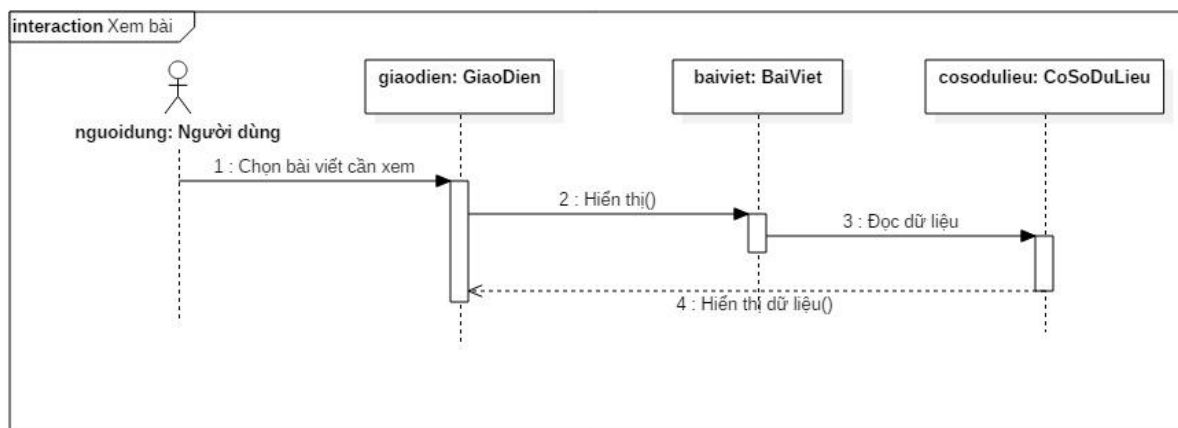 interaction Xem bài
giaodien: GiaoDien
baiviet: BaiViet
cosodulieu: CoSoDuLieu
nguoidung: Người dùng
1 : Chọn bài viết cần xem
2 : Hiển thị()
3 : Đọc dữ liệu
4 : Hiển thị dữ liệu()